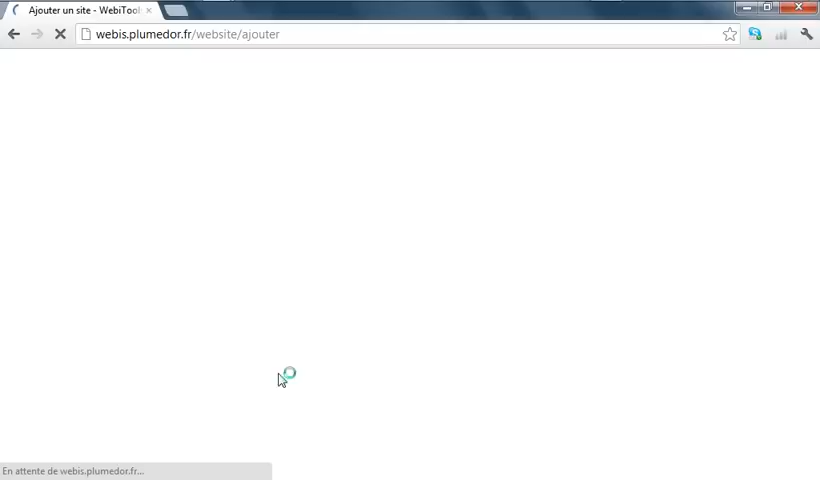 Ajouter un site - WebiTool
webis.plumedor.fr/website/ajouter
En attente de webis.plumedor.fr...